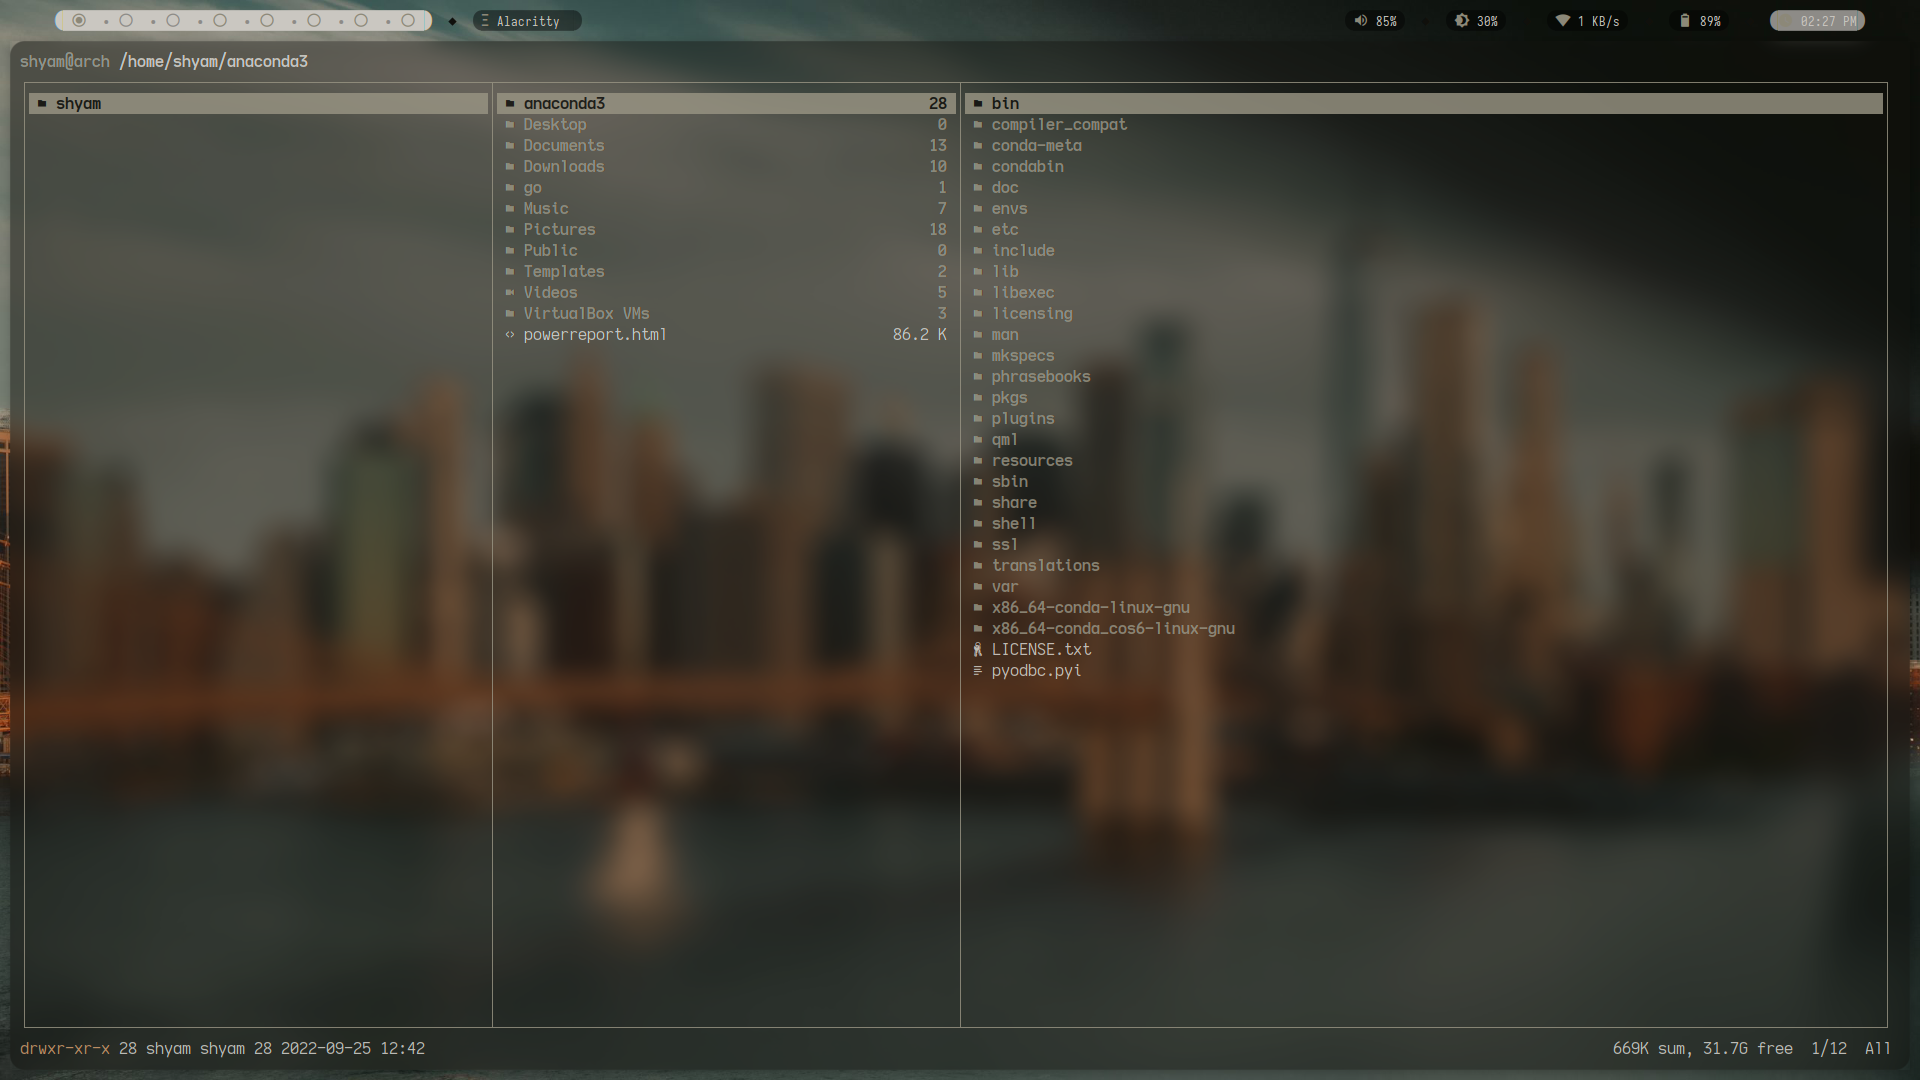 Alacritty
85%
30%
1 KB/s
89%
02:27 PM
shyam@arch /home/shyam/anaconda3
shyam
anaconda3 28
Desktop 0
Documents 13
Downloads 10
go 1
Music 7
Pictures 18
Public 0
Templates 2
Videos 5
VirtualBox VMs 3
powerreport.html 86.2 K
bin
compiler_compat
conda-meta
condabin
doc
envs
etc
include
lib
libexec
licensing
man
mkspecs
phrasebooks
pkgs
plugins
qml
resources
sbin
share
shell
ssl
translations
var
x86_64-conda-linux-gnu
x86_64-conda_cos6-linux-gnu
LICENSE.txt
pyodbc.pyi
drwxr-xr-x 28 shyam shyam 28 2022-09-25 12:42
669K sum, 31.7G free 1/12 All